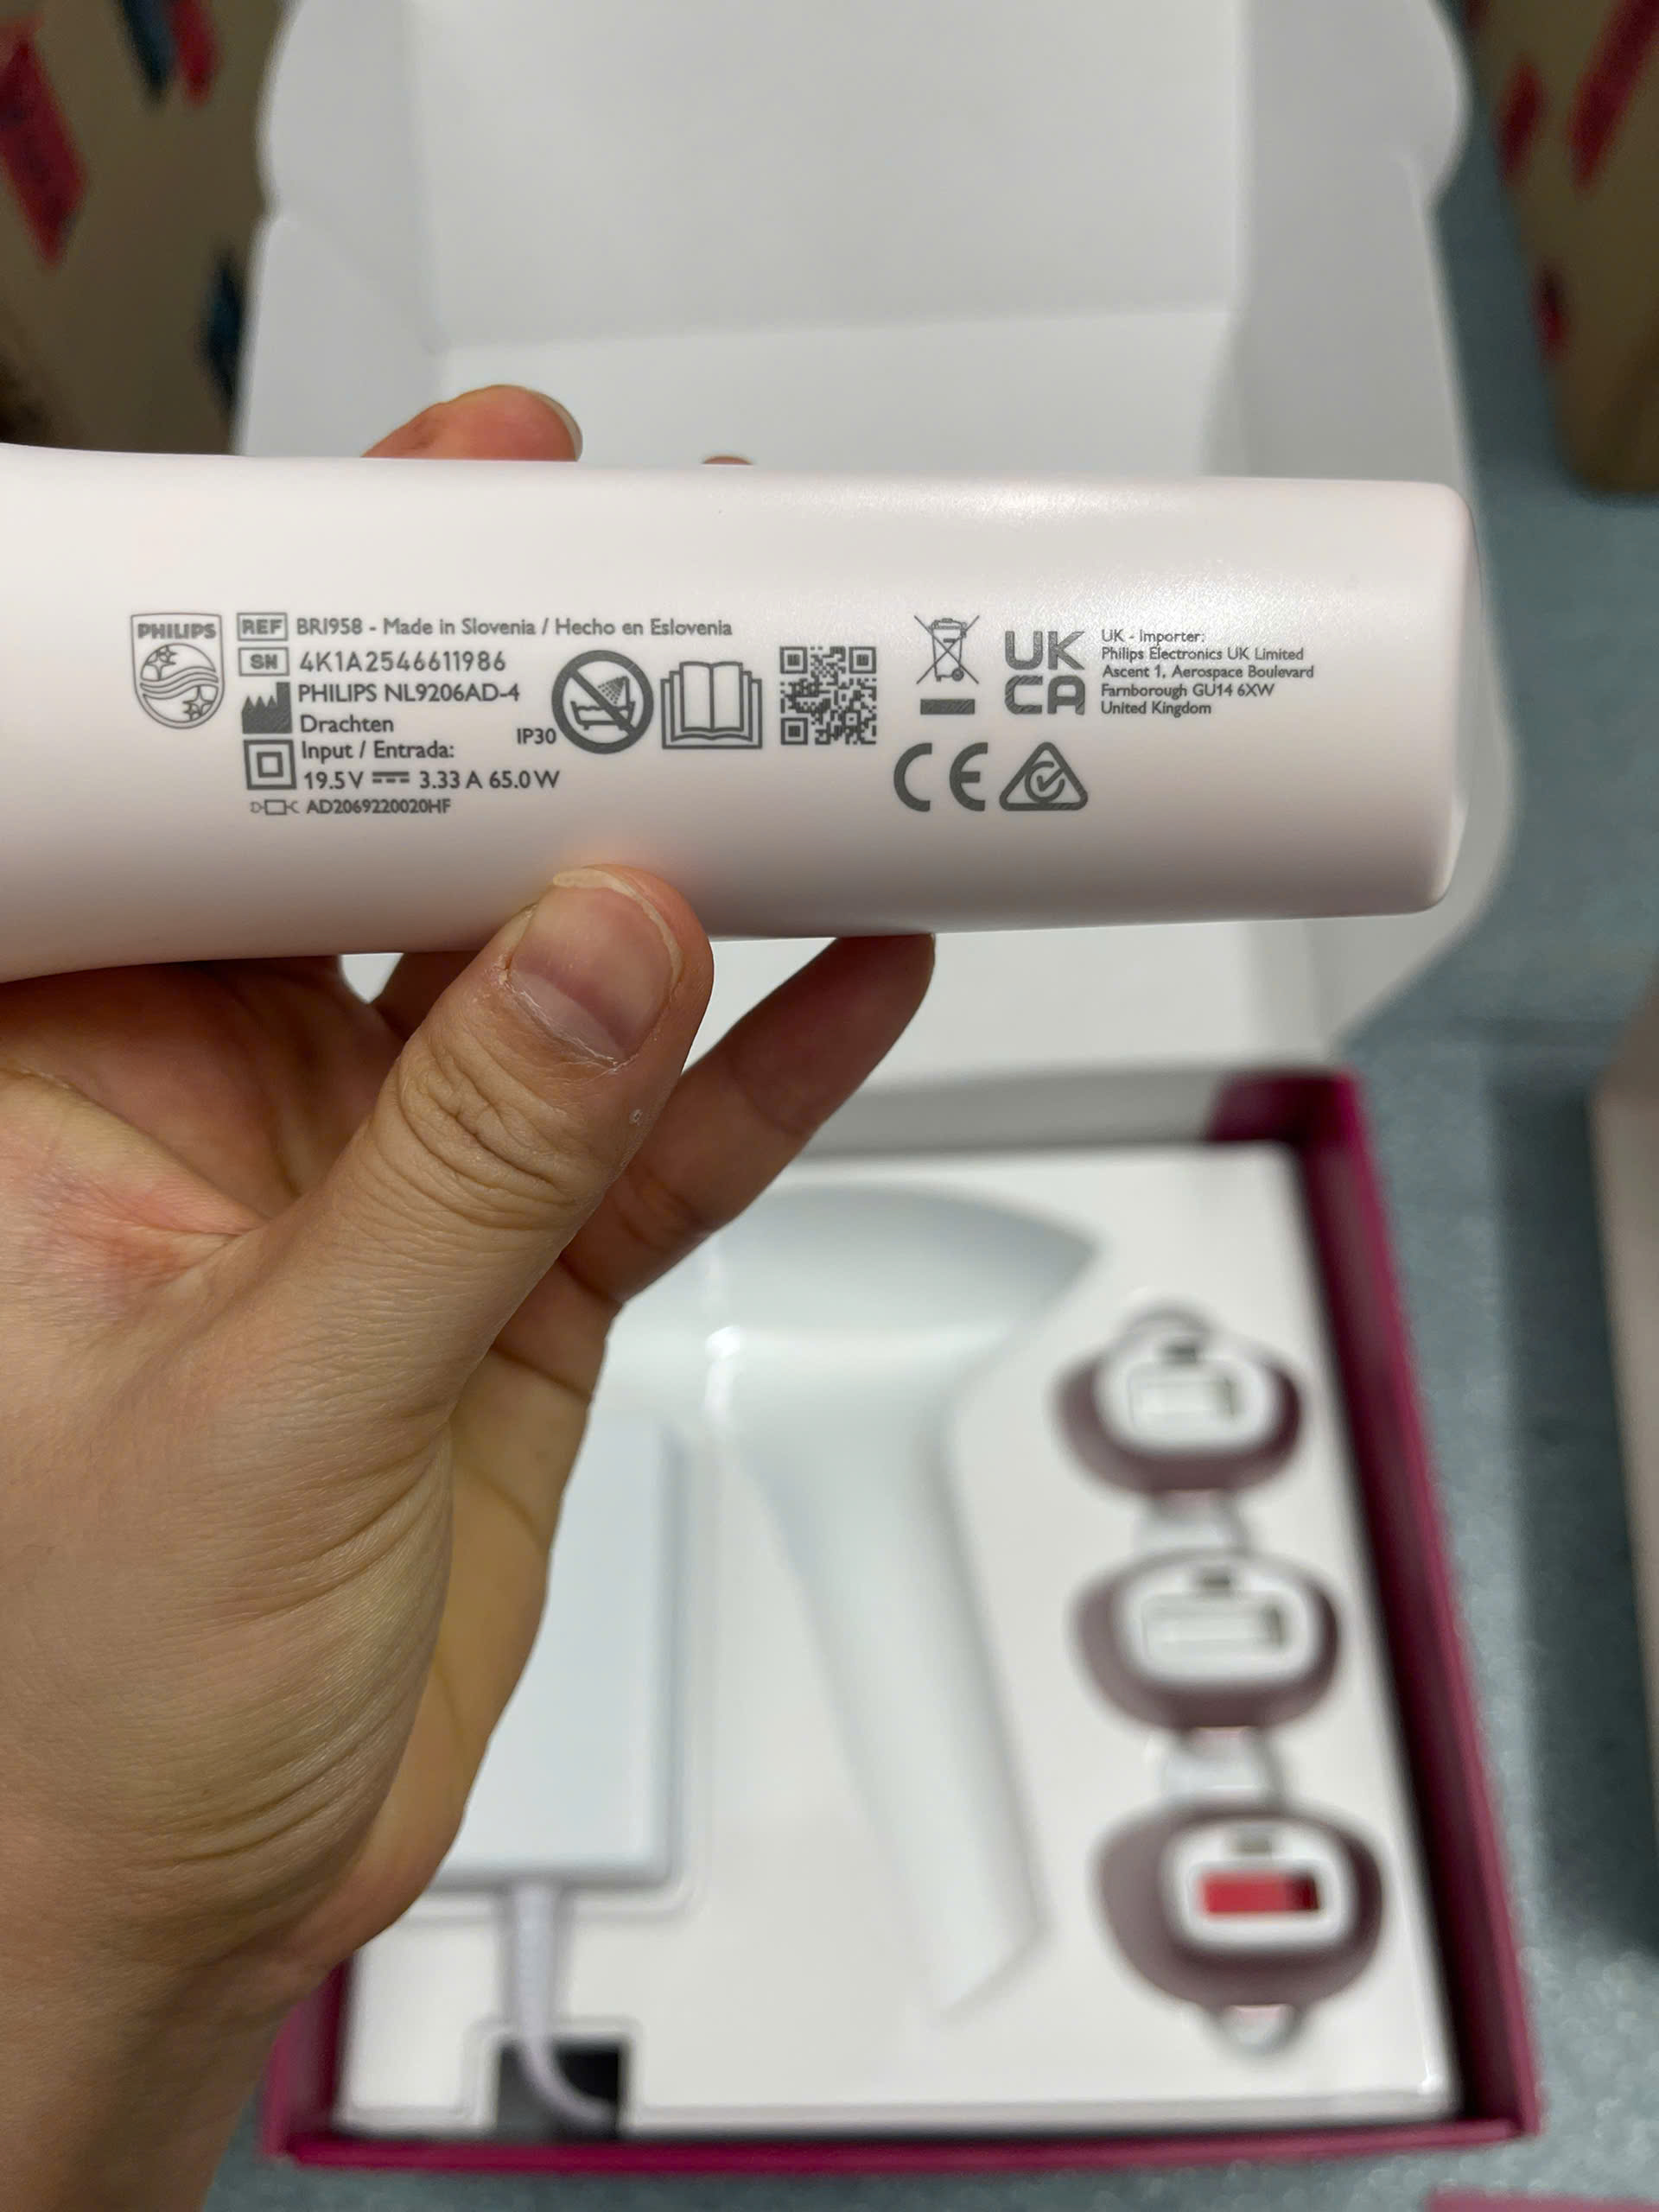 PHILIPS
REF BRI958 - Made in Slovenia / Hecho en Eslovenia
SN 4K1A2546611986
PHILIPS NL9206AD-4
Drachten
IP30
Input / Entrada:
19.5V ⎓ 3.33 A 65.0W
AD2069220020HF
UK
CA
UK - Importer:
Philips Electronics UK Limited
Ascent 1, Aerospace Boulevard
Farnborough GU14 6XW
United Kingdom
CE